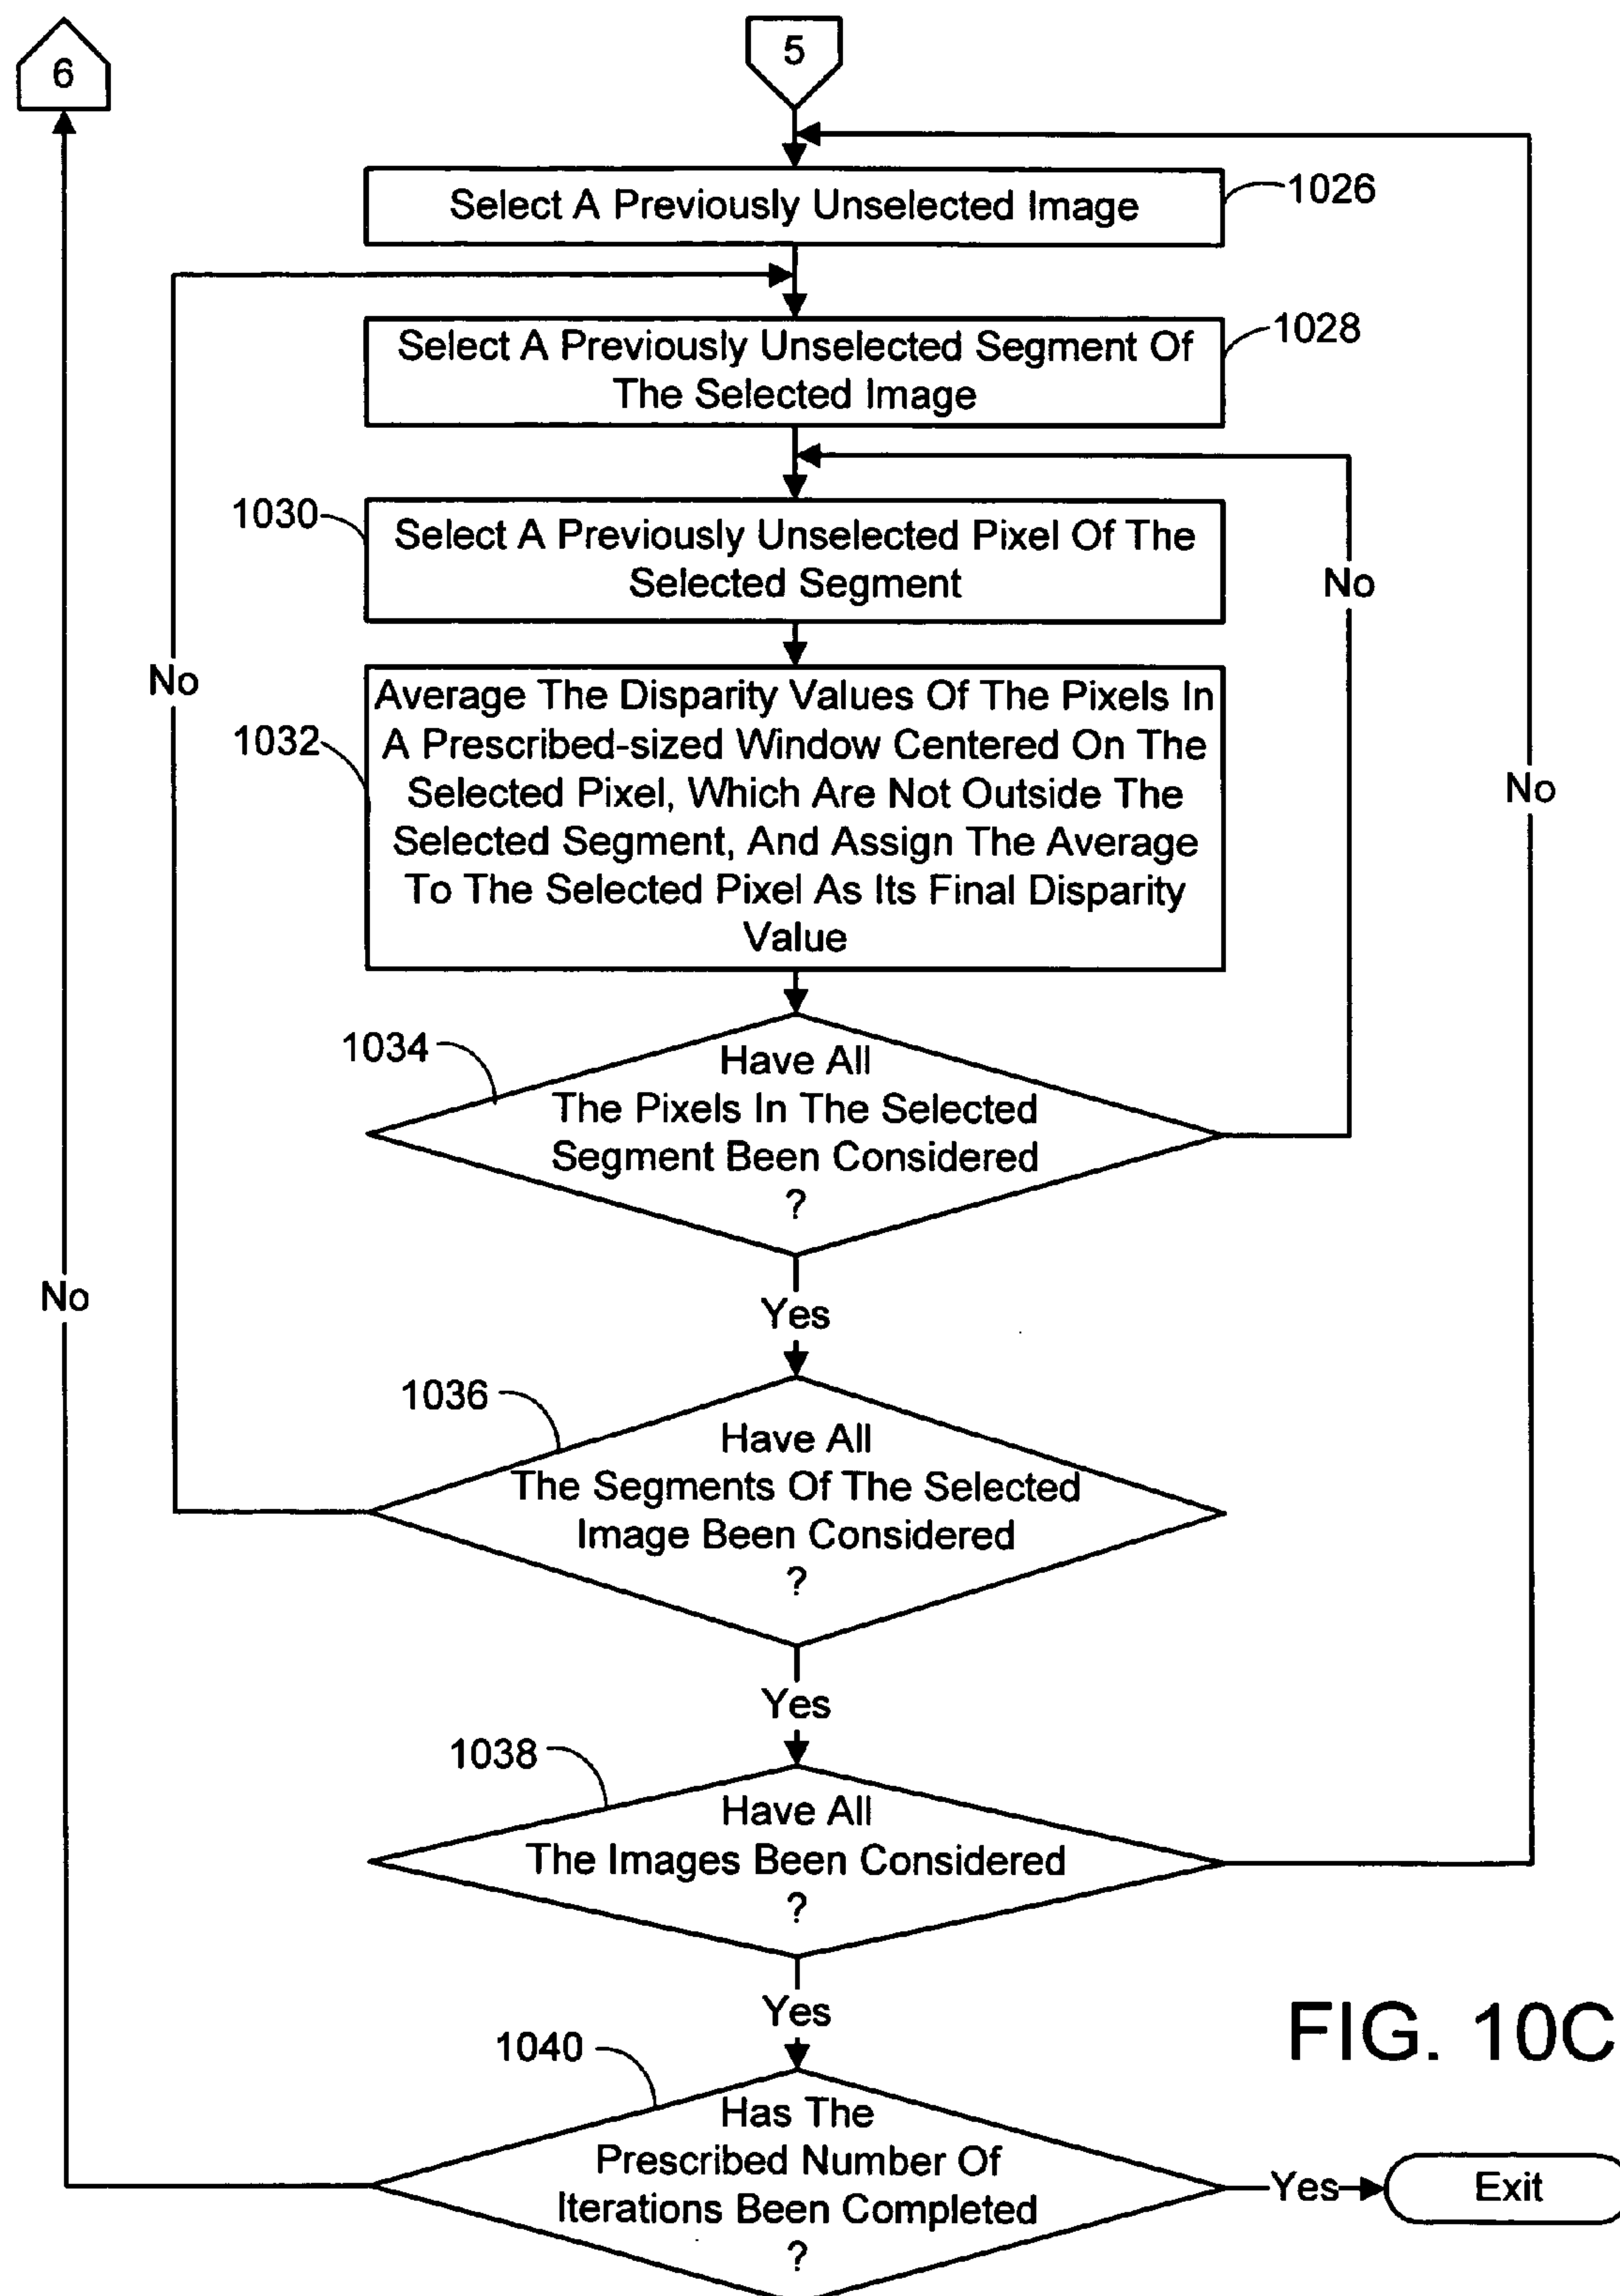 6
5
Select A Previously Unselected Image
1026
Select A Previously Unselected Segment Of
The Selected Image
1028
1030
Select A Previously Unselected Pixel Of The
Selected Segment
No
No
1032
Average The Disparity Values Of The Pixels In
A Prescribed-sized Window Centered On The
Selected Pixel, Which Are Not Outside The
Selected Segment, And Assign The Average
To The Selected Pixel As Its Final Disparity
Value
No
1034
Have All
The Pixels In The Selected
Segment Been Considered
?
No
Yes
1036
Have All
The Segments Of The Selected
Image Been Considered
?
Yes
1038
Have All
The Images Been Considered
?
Yes
FIG. 10C
1040
Has The
Prescribed Number Of
Iterations Been Completed
?
Yes
Exit